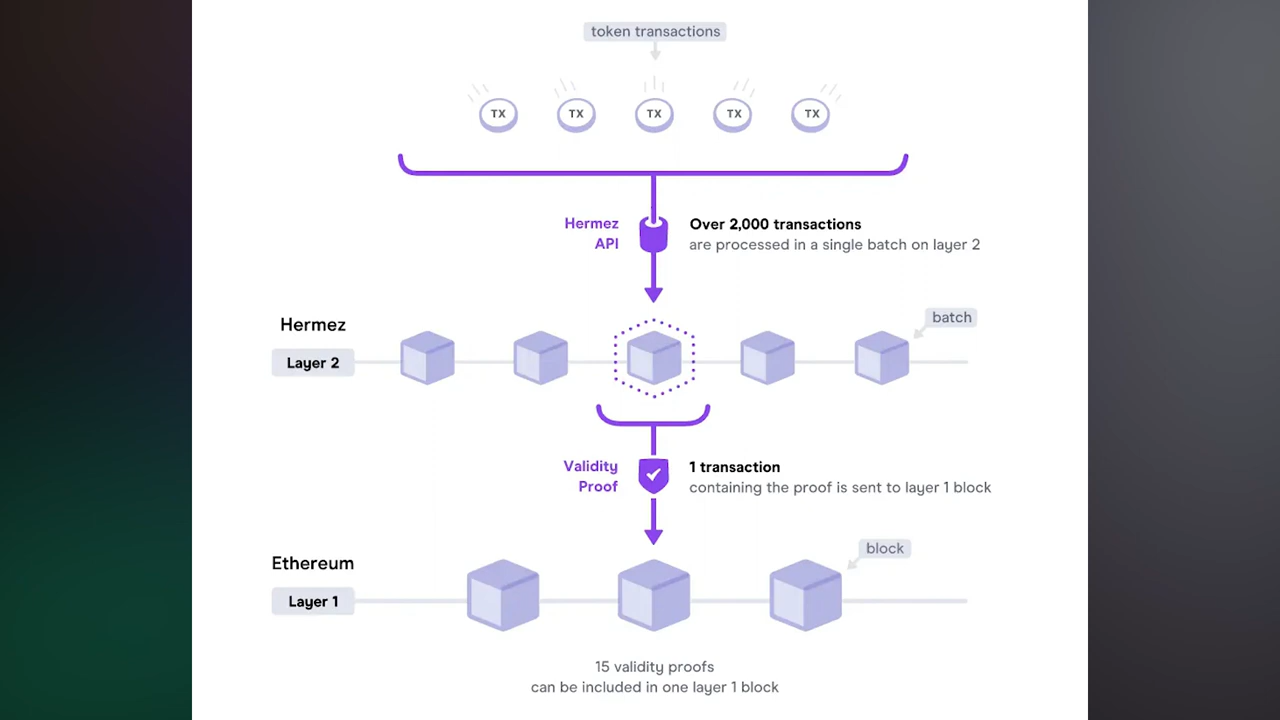 token transactions
TX TX TX TX TX
Hermez
API
Over 2,000 transactions
are processed in a single batch on layer 2
Hermez
batch
Layer 2
Validity
Proof
1 transaction
containing the proof is sent to layer 1 block
Ethereum
block
Layer 1
15 validity proofs
can be included in one layer 1 block